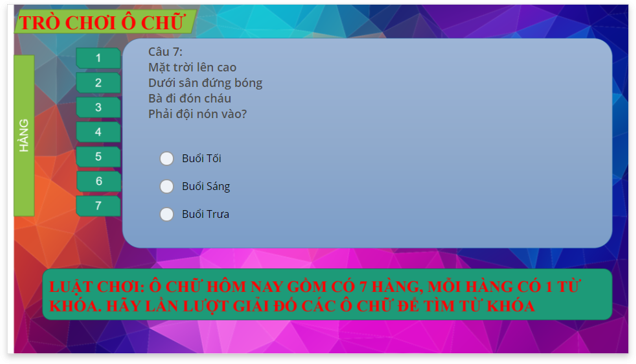 TRÒ CHƠI Ô CHỮ
HÀNG
1
2
3
4
5
6
7
Câu 7:
Mặt trời lên cao
Dưới sân đứng bóng
Bà đi đón cháu
Phải đội nón vào?
Buổi Tối
Buổi Sáng
Buổi Trưa
LUẬT CHƠI: Ô CHỮ HÔM NAY GỒM CÓ 7 HÀNG, MỖI HÀNG CÓ 1 TỪ
KHÓA. HÃY LẦN LƯỢT GIẢI ĐỐ CÁC Ô CHỮ ĐỂ TÌM TỪ KHÓA